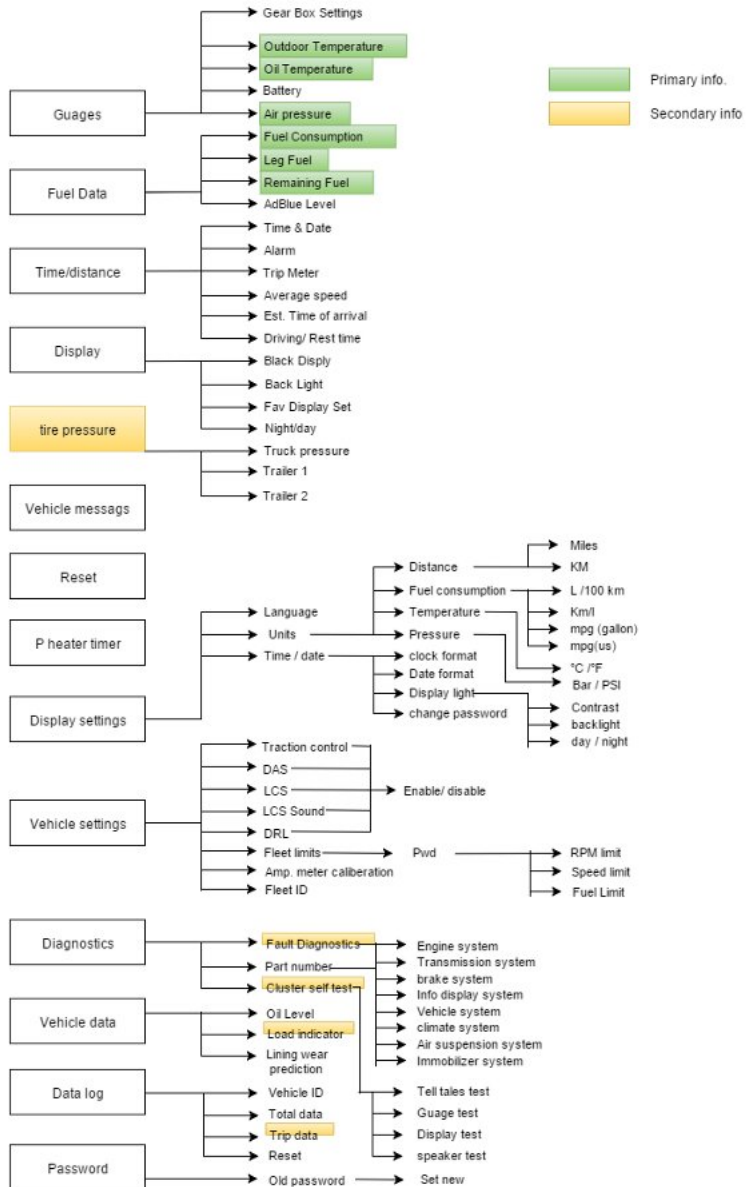 Gear Box Settings
Outdoor Temperature
Oil Temperature
Battery
Air pressure
Guages
Primary info.
Secondary info
Fuel Consumption
Leg Fuel
Remaining Fuel
AdBlue Level
Fuel Data
Time & Date
Alarm
Trip Meter
Average speed
Est. Time of arrival
Driving/ Rest time
Time/distance
Display
Black Disply
Back Light
Fav Display Set
Night/day
tire pressure
Truck pressure
Trailer 1
Trailer 2
Vehicle messags
Reset
P heater timer
Display settings
Language
Units
Time / date
Distance
Fuel consumption
Temperature
Pressure
clock format
Date format
Display light
change password
Miles
KM
L /100 km
Km/l
mpg (gallon)
mpg(us)
°C /°F
Bar / PSI
Contrast
backlight
day / night
Vehicle settings
Traction control
DAS
LCS
LCS Sound
DRL
Enable/ disable
Fleet limits
Pwd
RPM limit
Speed limit
Fuel Limit
Amp. meter caliberation
Fleet ID
Diagnostics
Fault Diagnostics
Part number
Cluster self test
Engine system
Transmission system
brake system
Info display system
Vehicle system
climate system
Air suspension system
Immobilizer system
Vehicle data
Oil Level
Load indicator
Lining wear
prediction
Tell tales test
Guage test
Display test
speaker test
Data log
Vehicle ID
Total data
Trip data
Reset
Password
Old password
Set new